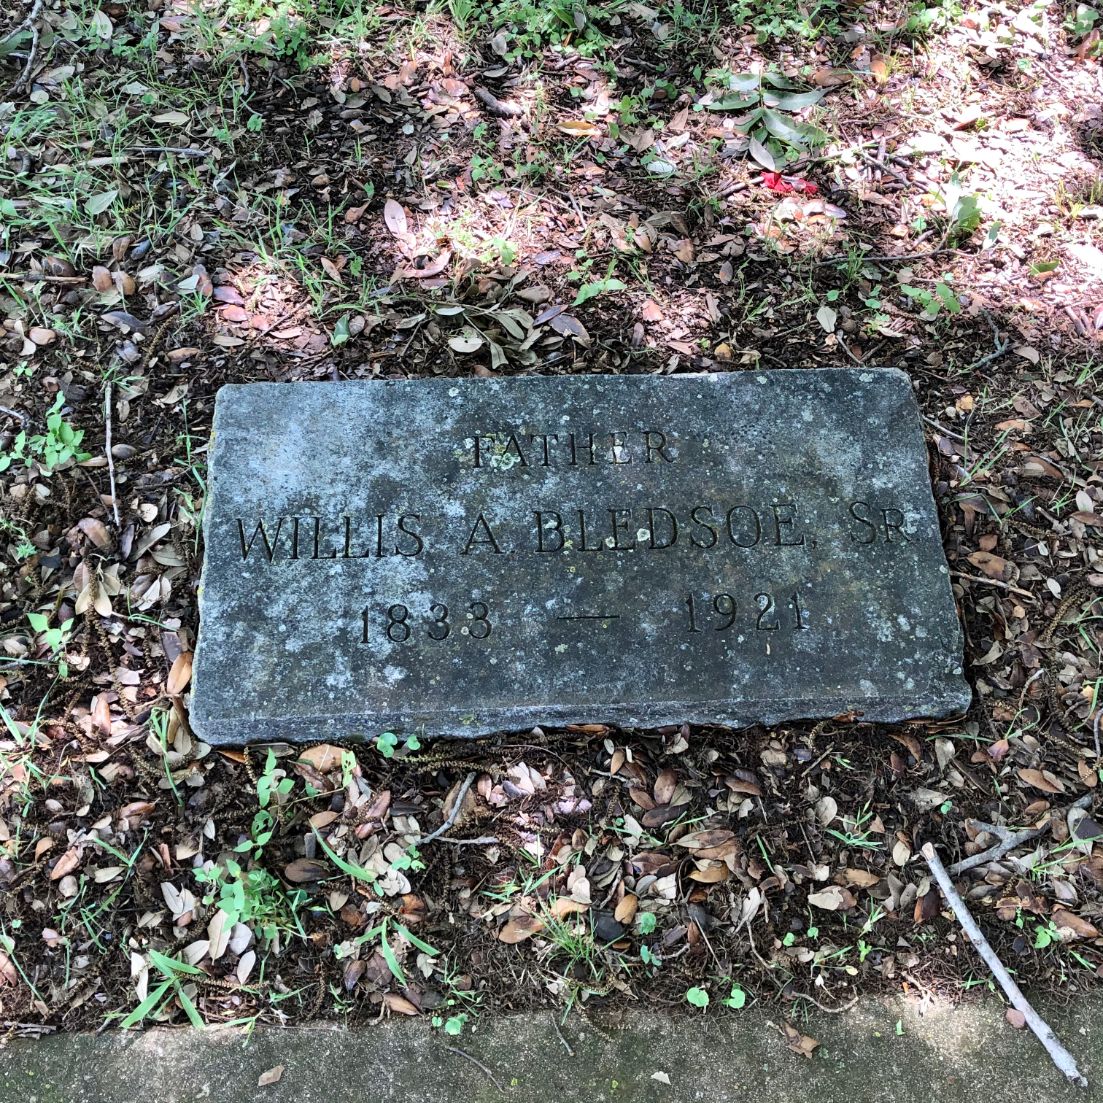 FATHER
WILLIS A. BLEDSOE, SR.
1833 — 1921